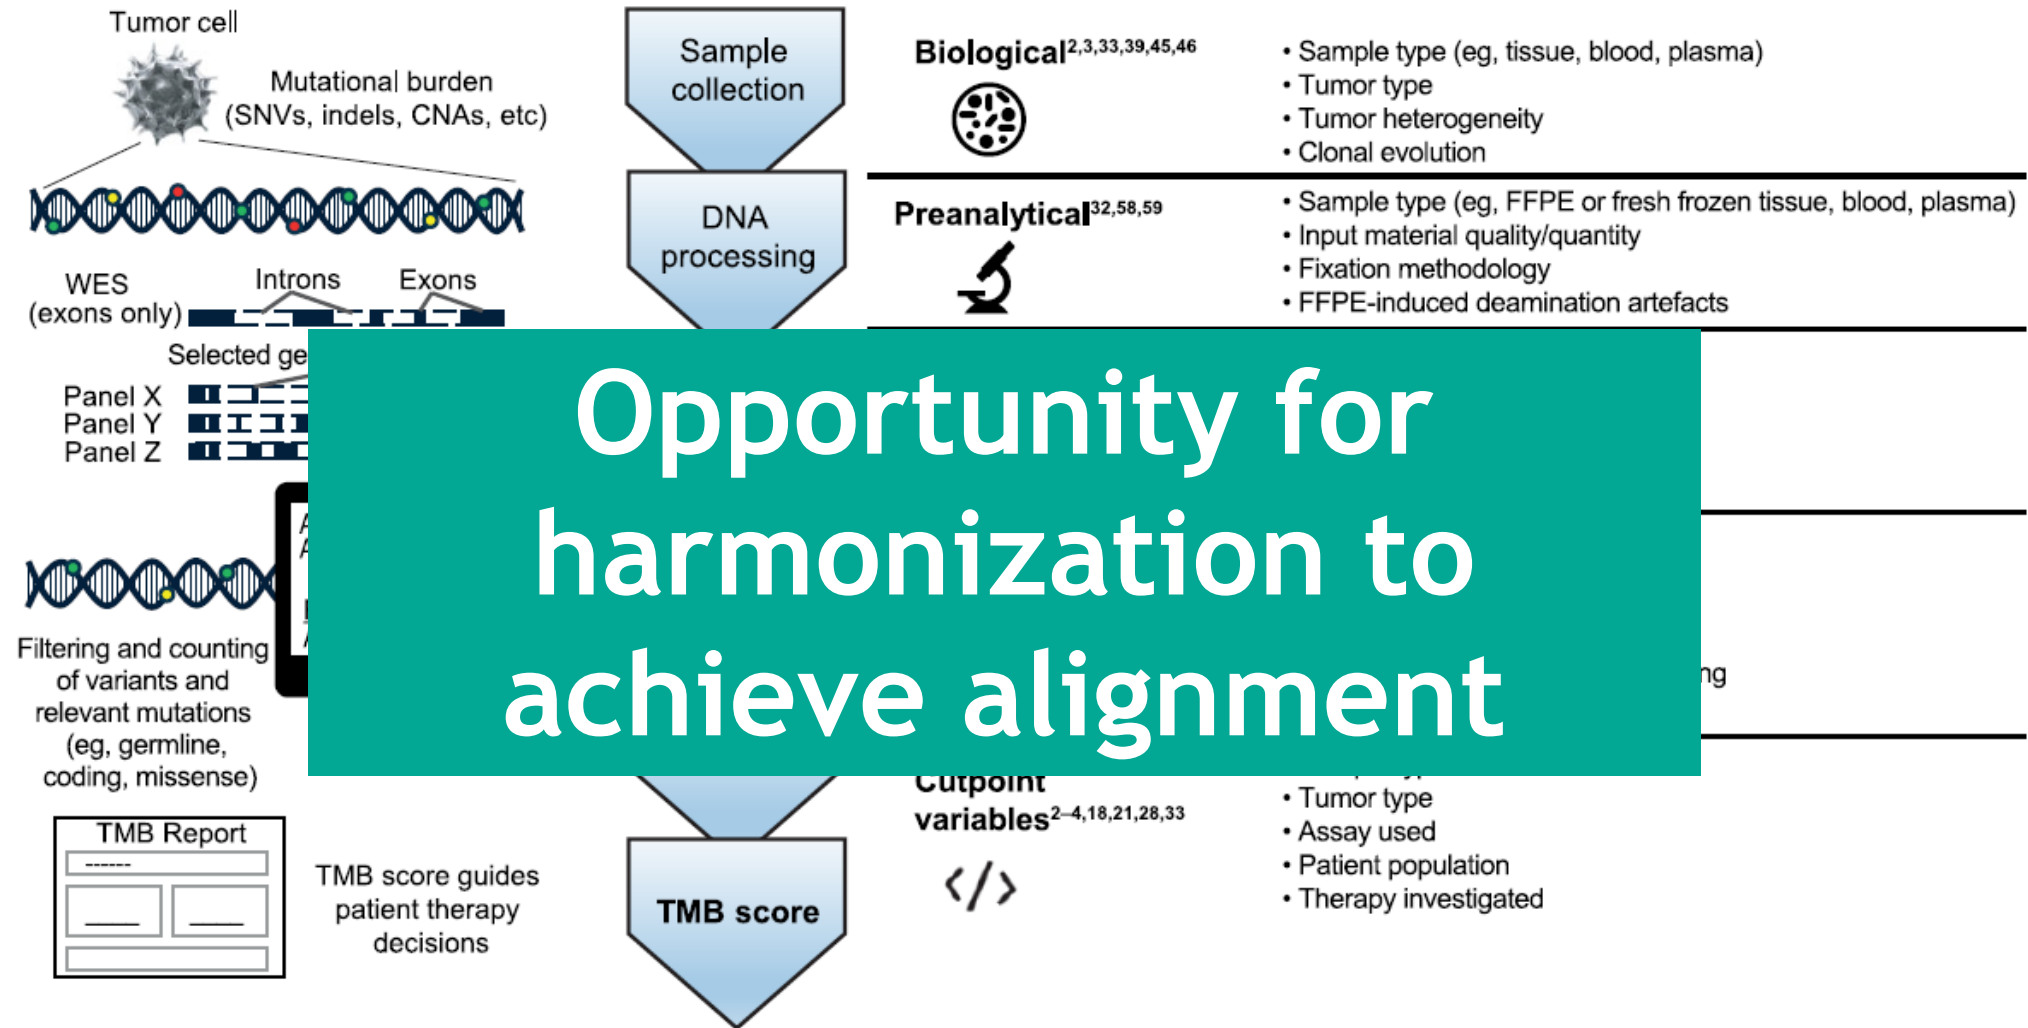 Tumor cell
Mutational burden
(SNVs, indels, CNAs, etc)
WES
(exons only)
Introns
Exons
Selected
Panel X
Panel Y
Panel Z
Filtering and counting
of variants and
relevant mutations
(eg, germline,
coding, missense)
TMB Report
TMB score guides
patient therapy
decisions
Sample
collection
DNA
processing
TMB score
Biological2,3,33,39,45,46
• Sample type (eg, tissue, blood, plasma)
• Tumor type
• Tumor heterogeneity
• Clonal evolution
Preanalytical32,58,59
• Sample type (eg, FFPE or fresh frozen tissue, blood, plasma)
• Input material quality/quantity
• Fixation methodology
• FFPE-induced deamination artefacts
Opportunity for
harmonization to
achieve alignment
Cutpoint
variables2–4,18,21,28,33
</>
• Tumor type
• Assay used
• Patient population
• Therapy investigated